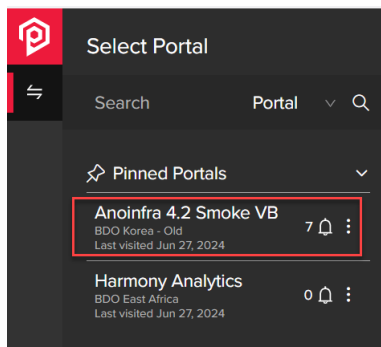 Select Portal
Search Portal
Pinned Portals
Anoinfra 4.2 Smoke VB
BDO Korea - Old
Last visited Jun 27, 2024
7
Harmony Analytics
BDO East Africa
Last visited Jun 27, 2024
0